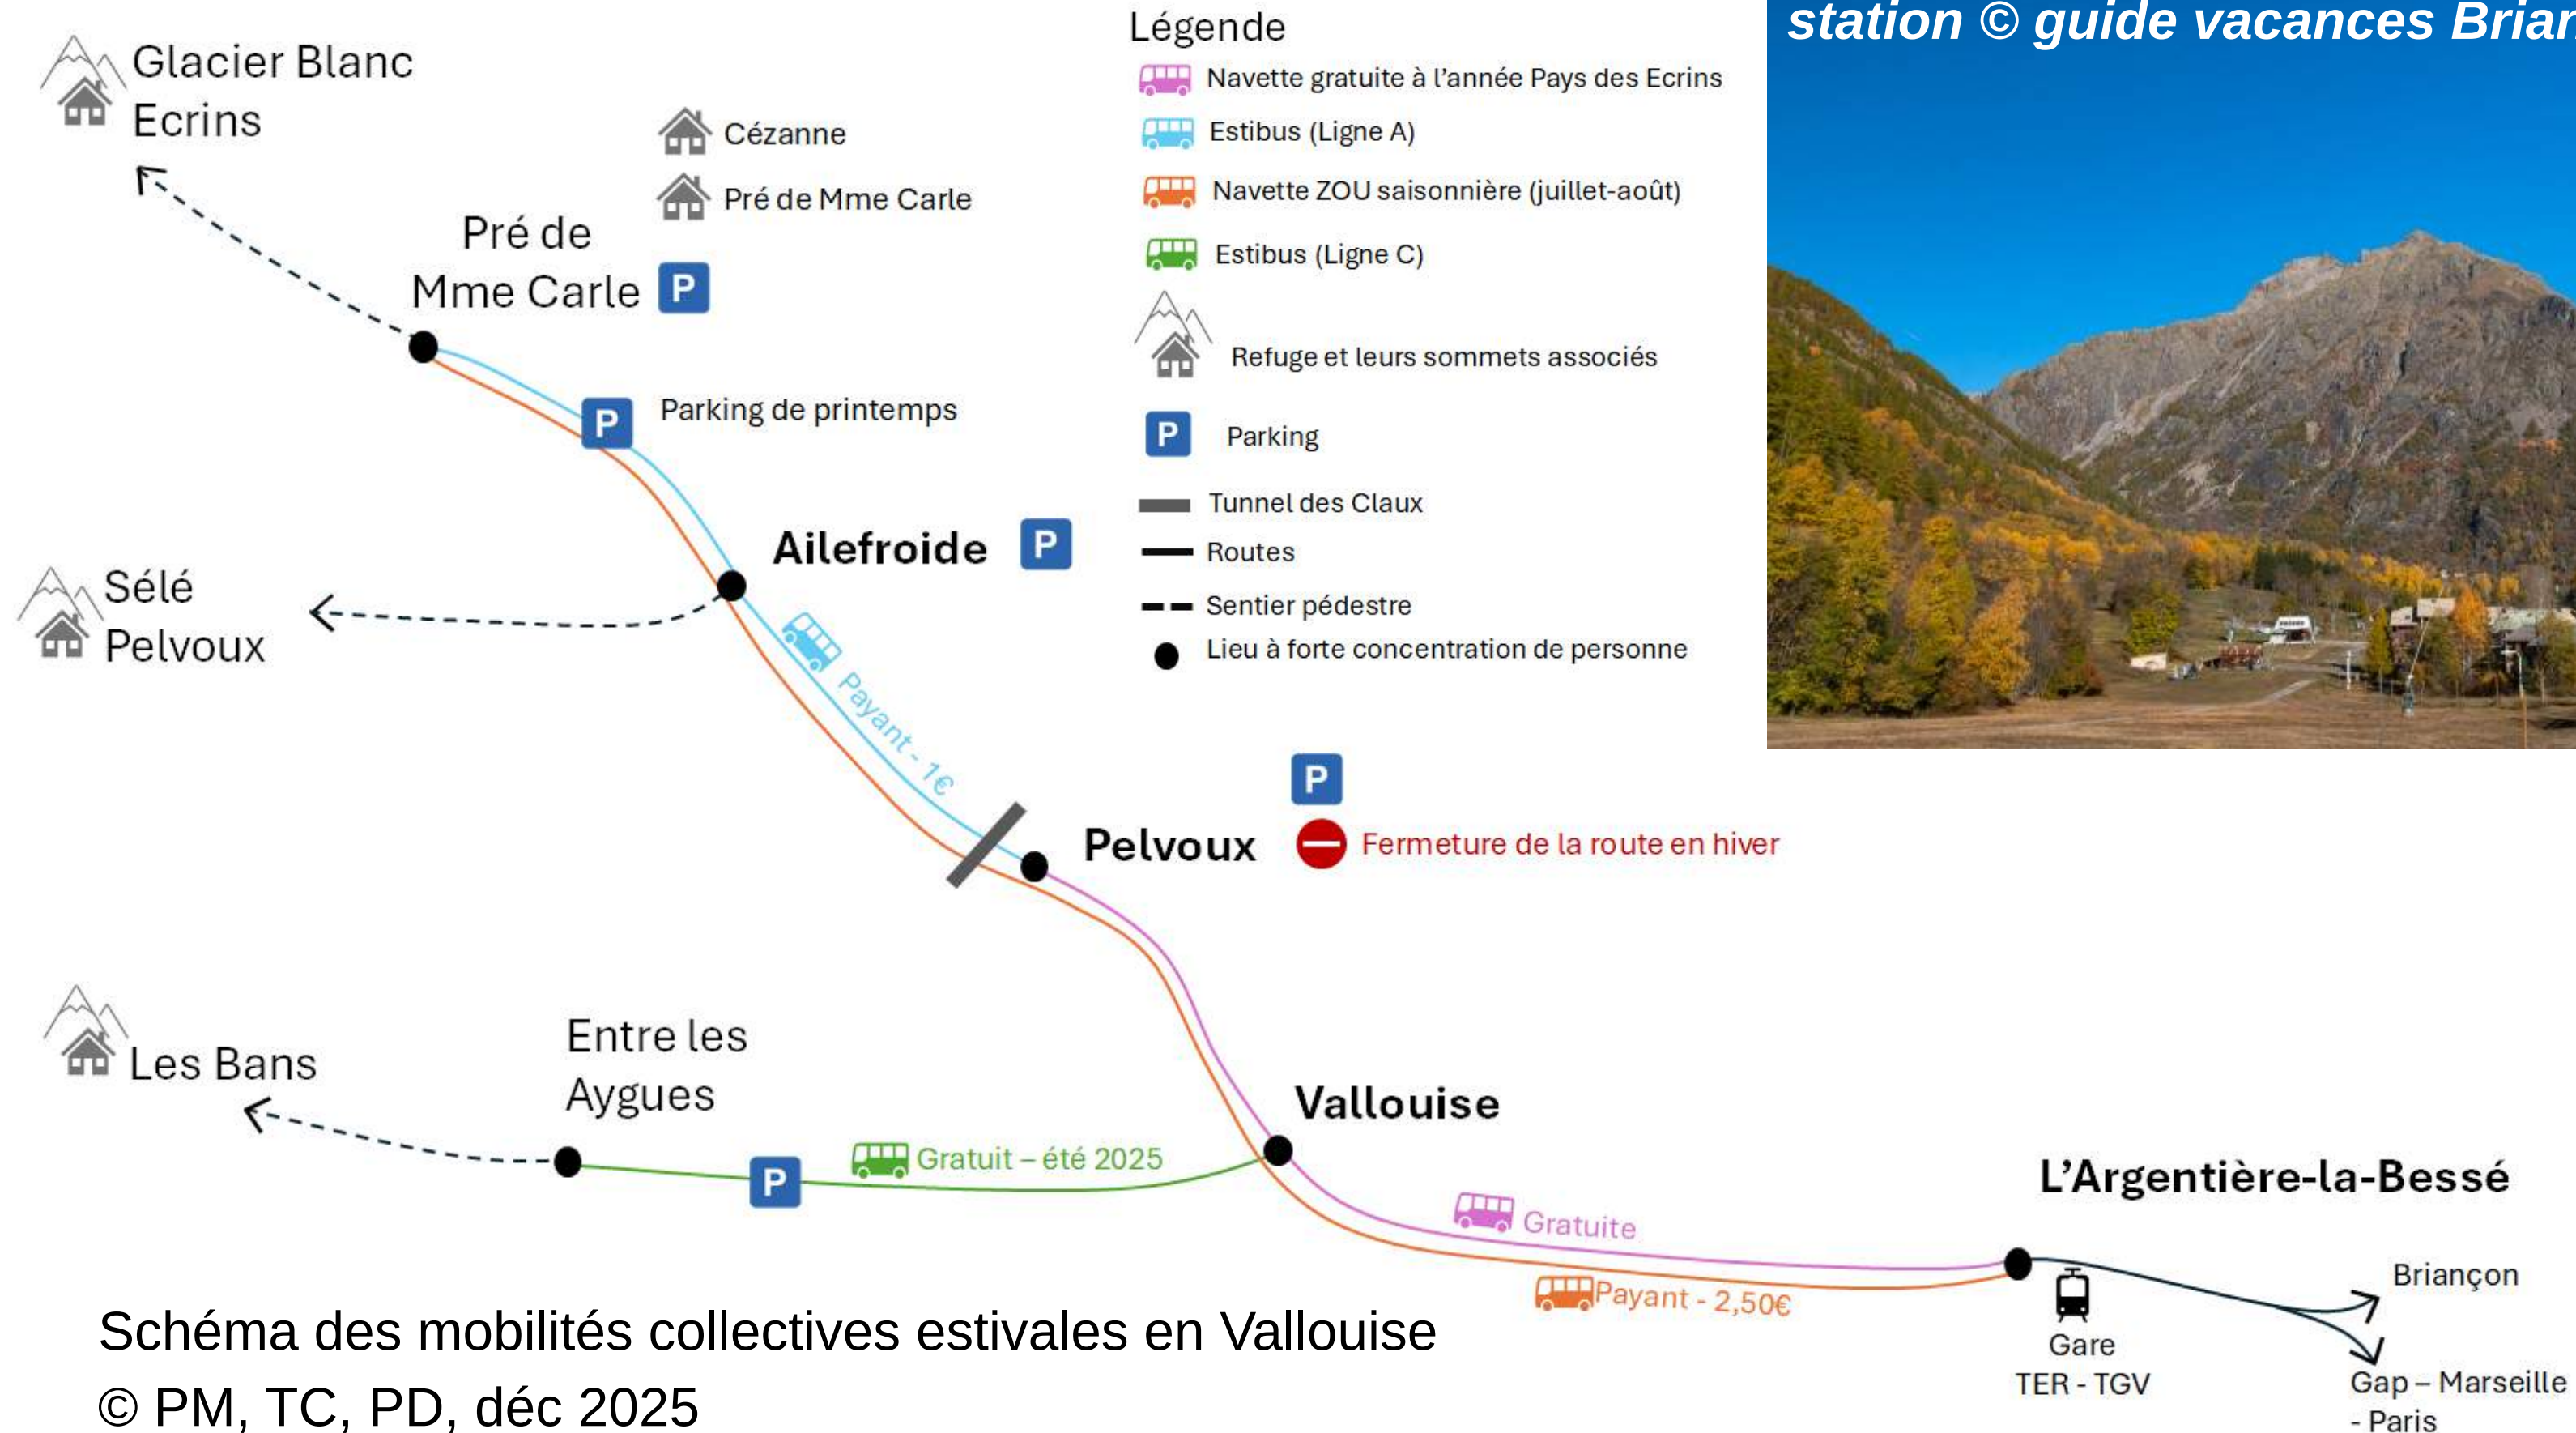 station © guide vacances
Légende
Navette gratuite à l’année Pays des Ecrins
Estibus (Ligne A)
Navette ZOU saisonnière (juillet-août)
Estibus (Ligne C)
Refuge et leurs sommets associés
P
Parking
Tunnel des Claux
Routes
Sentier pédestre
Lieu à forte concentration de personne
Glacier Blanc
Ecrins
Cézanne
Pré de Mme Carle
Pré de
Mme Carle
P
P
Parking de printemps
Ailefroide
P
Sélé
Pelvoux
Payant - 1€
P
Pelvoux
Fermeture de la route en hiver
Les Bans
Entre les
Aygues
P
Gratuit – été 2025
Vallouise
L’Argentière-la-Bessé
Gratuite
Payant - 2,50€
Gare
TER - TGV
Briançon
Gap – Marseille
- Paris
Schéma des mobilités collectives estivales en Vallouise
© PM, TC, PD, déc 2025